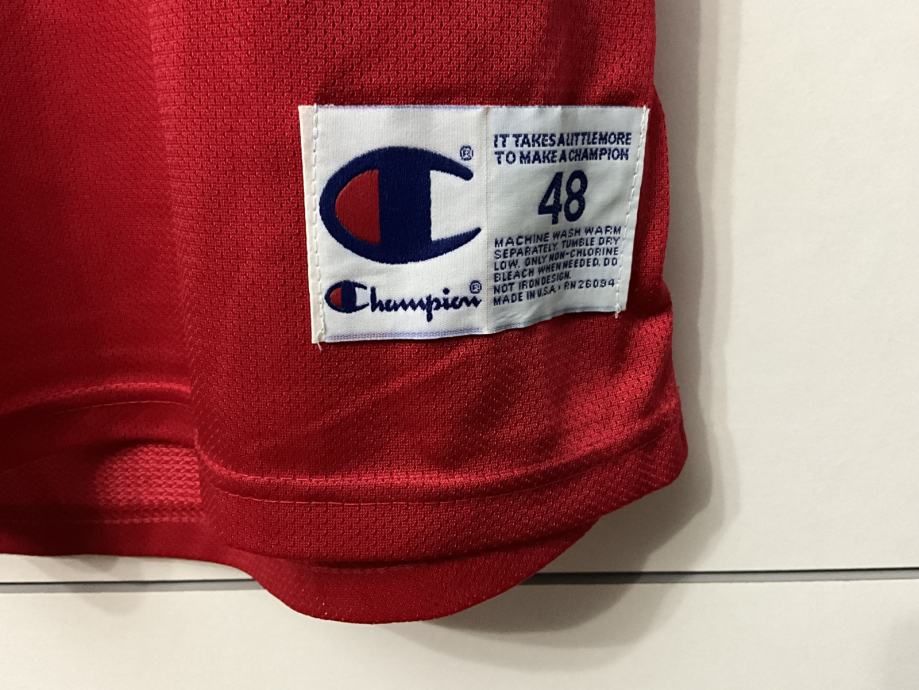 ®
Champion®
IT TAKES A LITTLE MORE
TO MAKE A CHAMPION
48
MACHINE WASH WARM
SEPARATELY. TUMBLE DRY
LOW. ONLY NON-CHLORINE
BLEACH WHEN NEEDED. DO
NOT IRON DESIGN.
MADE IN U.S.A. RN 26094